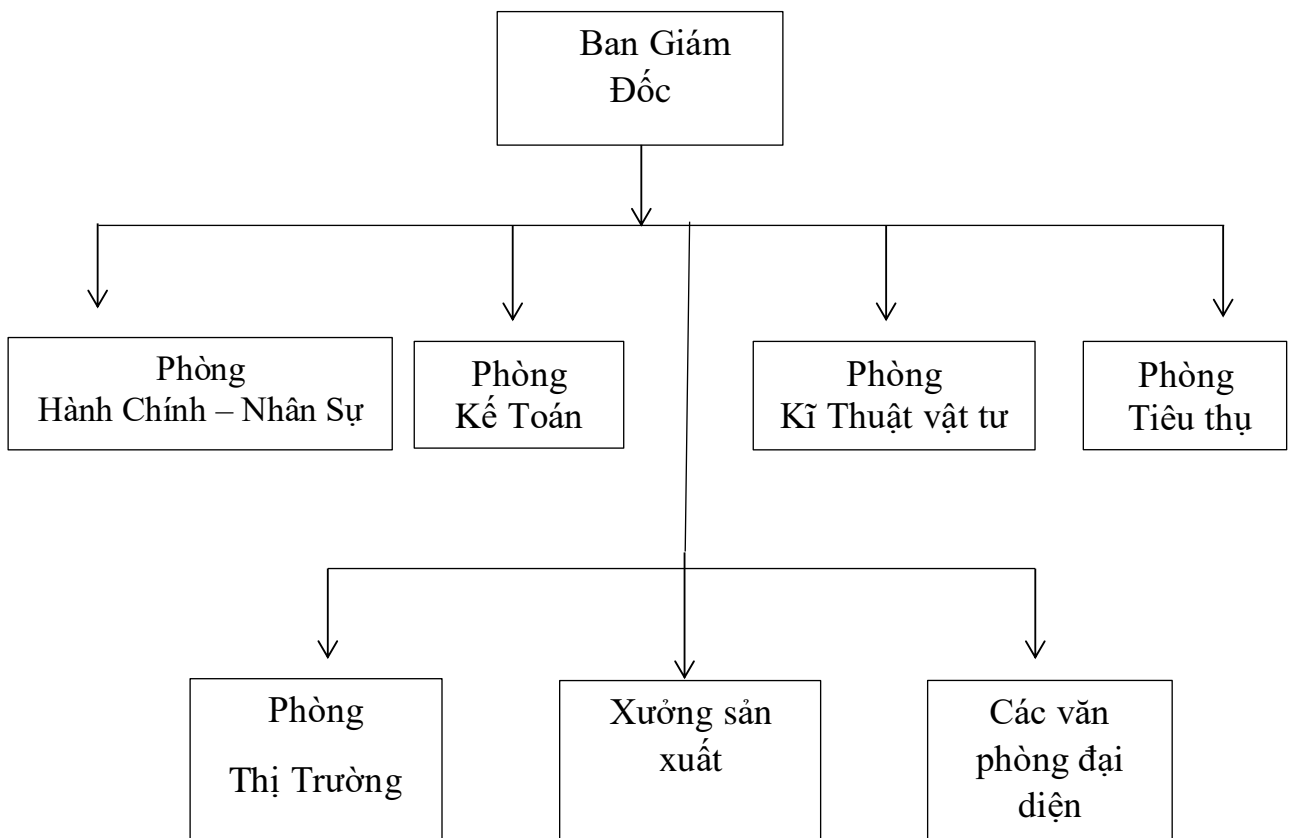 Ban Giám
Đốc
Phòng
Hành Chính – Nhân Sự
Phòng
Kế Toán
Phòng
Kĩ Thuật vật tư
Phòng
Tiêu thụ
Phòng
Thị Trường
Xưởng sản
xuất
Các văn
phòng đại
diện